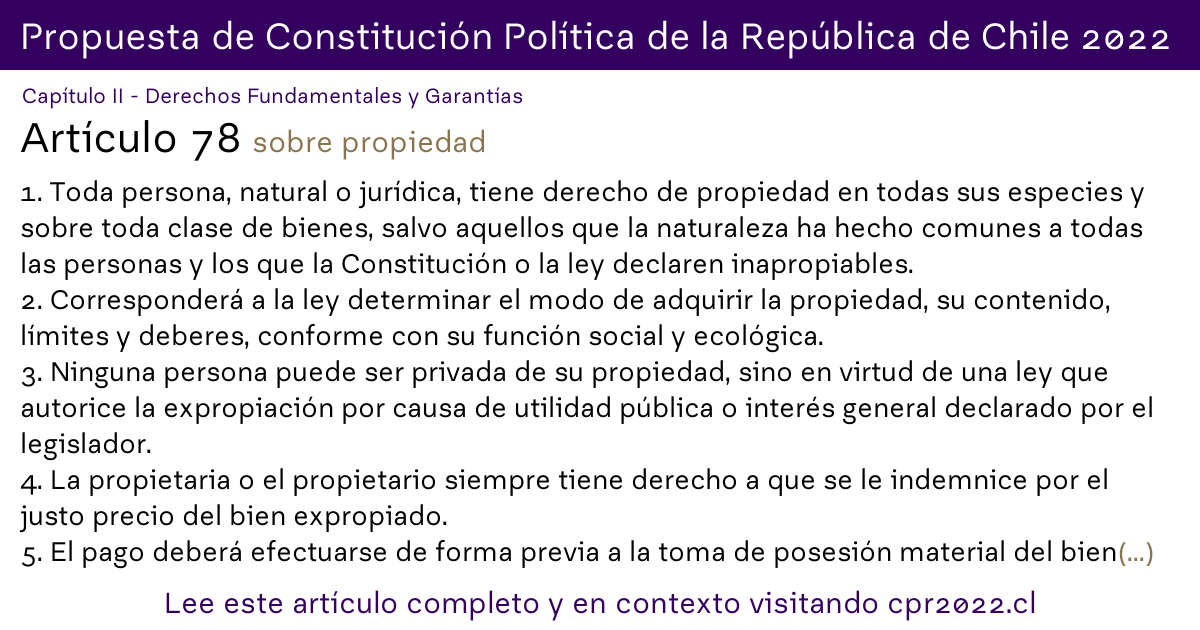 Propuesta de Constitución Política de la República de Chile 2022
Capítulo II - Derechos Fundamentales y Garantías
Artículo 78 sobre propiedad
1. Toda persona, natural o jurídica, tiene derecho de propiedad en todas sus especies y
sobre toda clase de bienes, salvo aquellos que la naturaleza ha hecho comunes a todas
las personas y los que la Constitución o la ley declaren inapropiables.
2. Corresponderá a la ley determinar el modo de adquirir la propiedad, su contenido,
límites y deberes, conforme con su función social y ecológica.
3. Ninguna persona puede ser privada de su propiedad, sino en virtud de una ley que
autorice la expropiación por causa de utilidad pública o interés general declarado por el
legislador.
4. La propietaria o el propietario siempre tiene derecho a que se le indemnice por el
justo precio del bien expropiado.
5. El pago deberá efectuarse de forma previa a la toma de posesión material del bien(...)
Lee este artículo completo y en contexto visitando cpr2022.cl